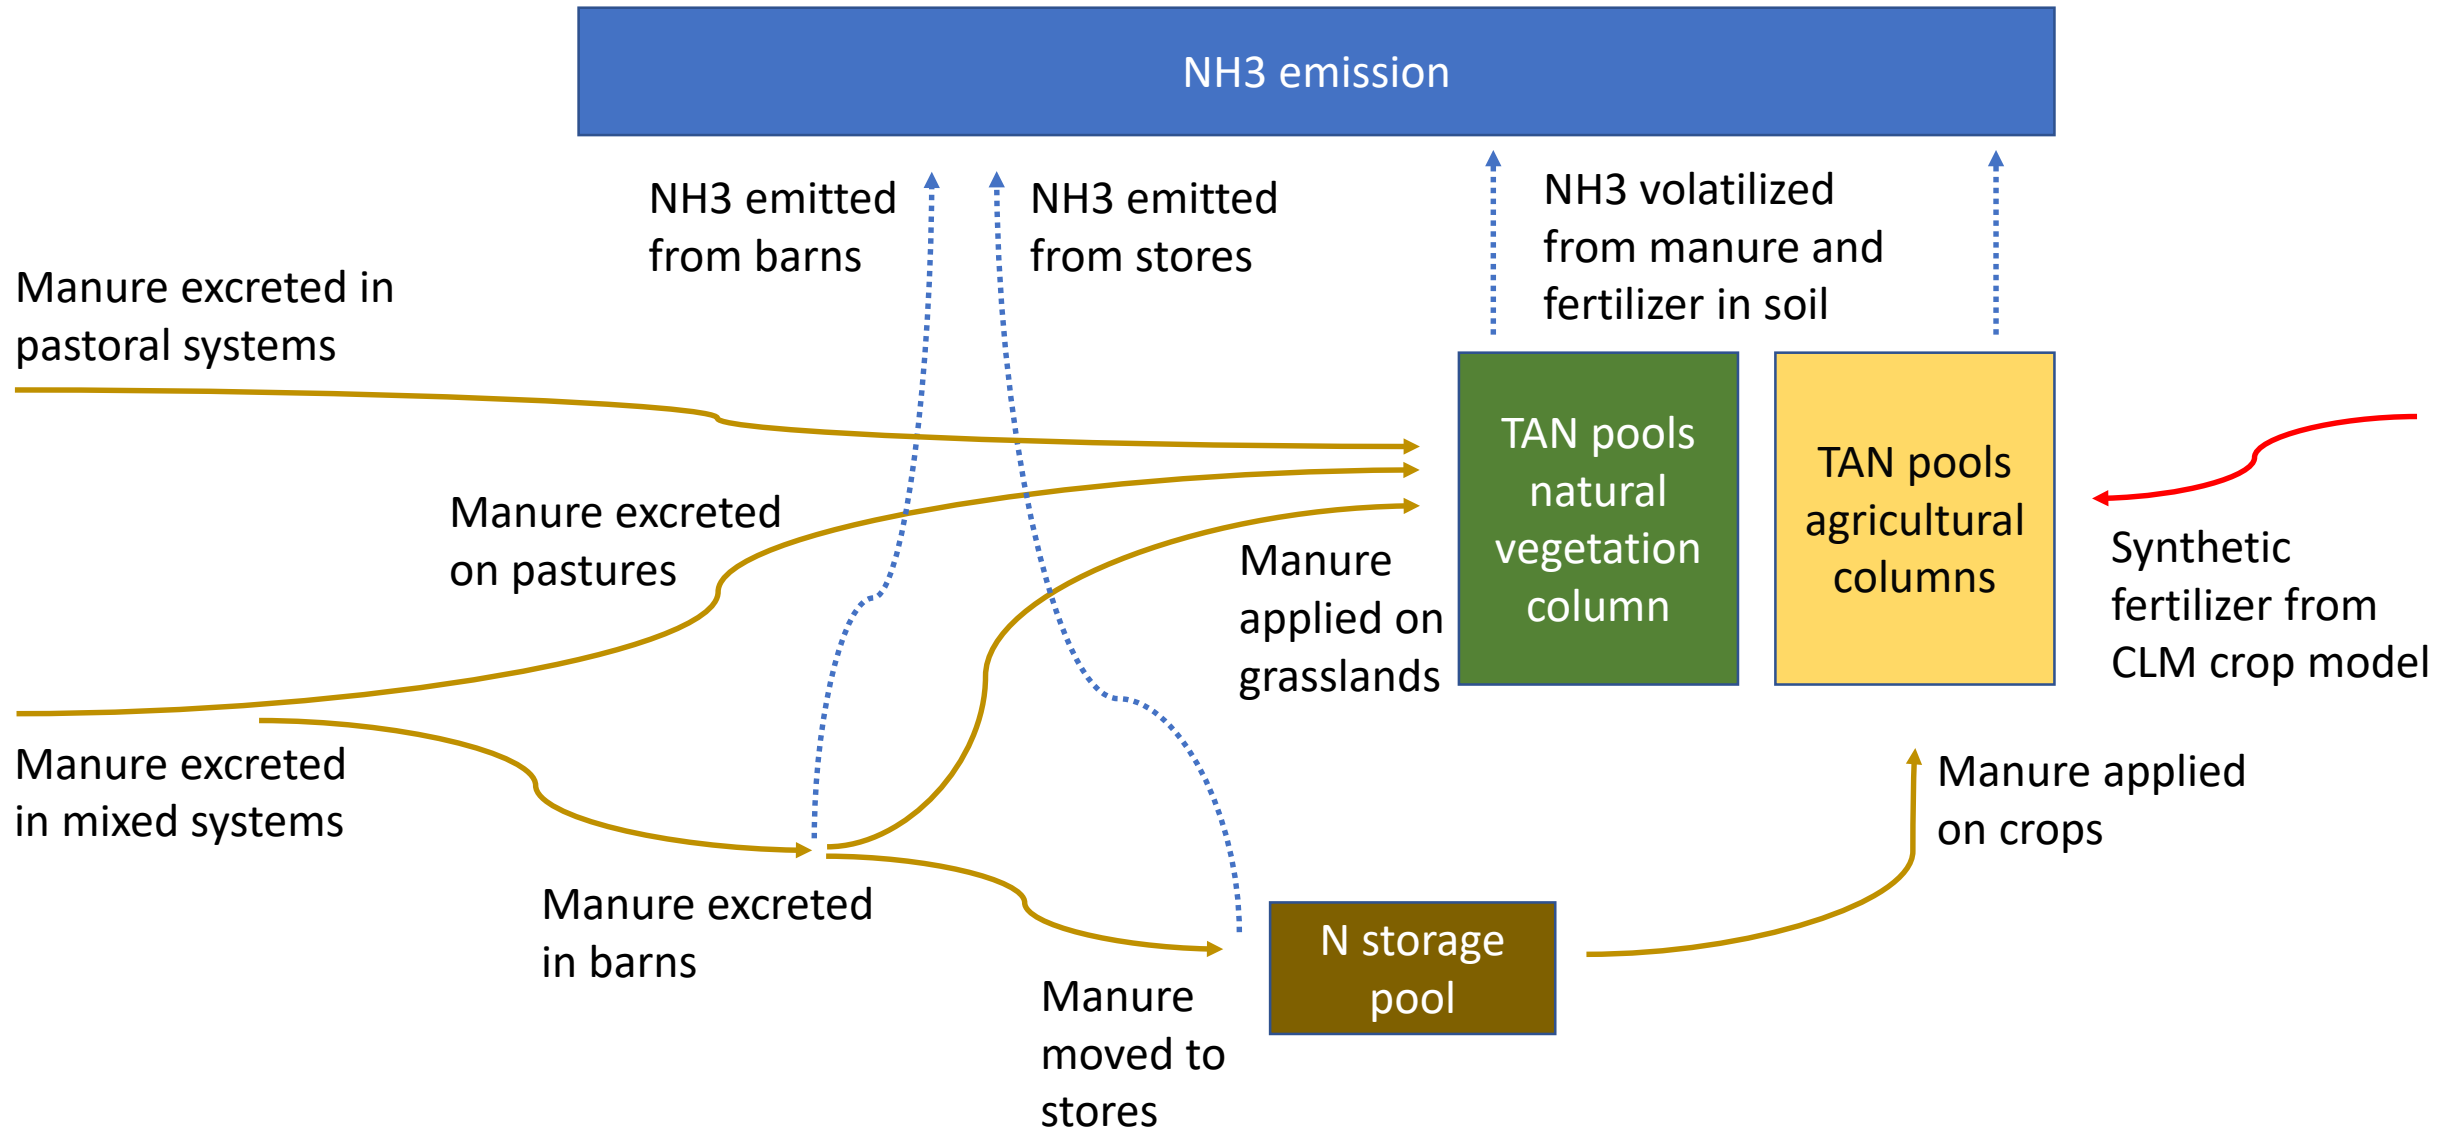 NH3 emission
NH3 emitted
from barns
NH3 emitted
from stores
NH3 volatilized
from manure and
fertilizer in soil
Manure excreted in
pastoral systems
TAN pools
natural
vegetation
column
TAN pools
agricultural
columns
Manure excreted
on pastures
Manure
applied on
grasslands
Synthetic
fertilizer from
CLM crop model
Manure excreted
in mixed systems
Manure applied
on crops
Manure excreted
in barns
N storage
pool
Manure
moved to
stores